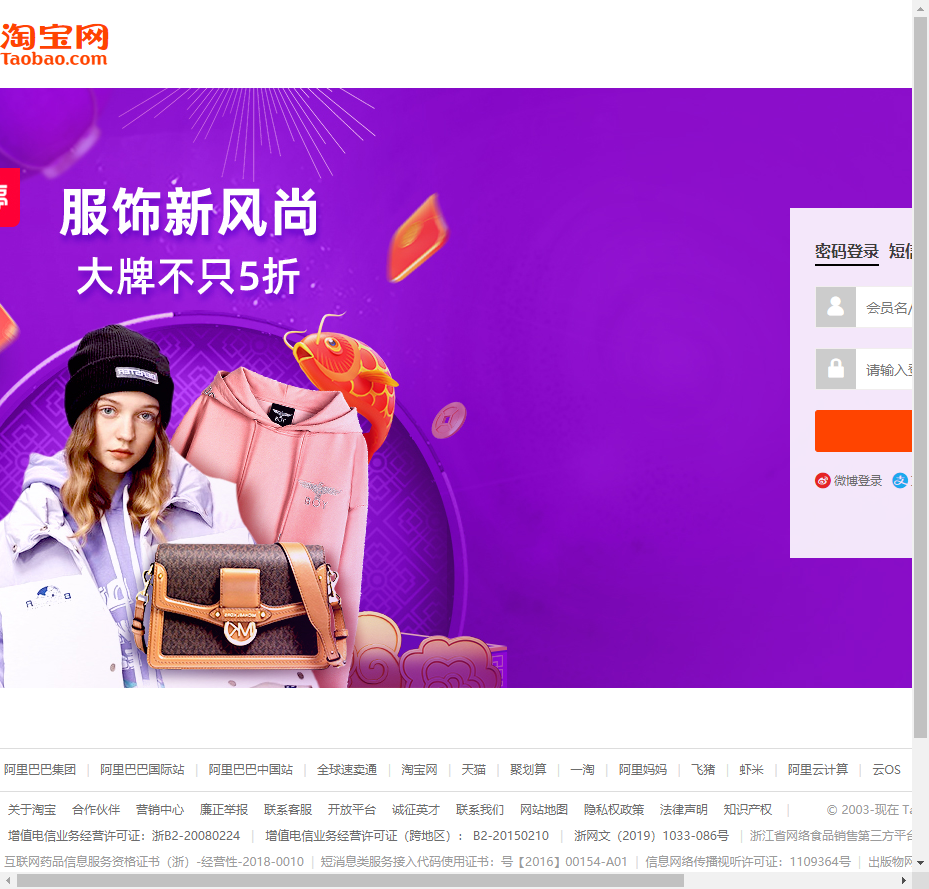 淘宝网
Taobao.com
服饰新风尚
大牌不只5折
密码登录 短信
会员名/
请输入登
微博登录
阿里巴巴集团 | 阿里巴巴国际站 | 阿里巴巴中国站 | 全球速卖通 | 淘宝网 | 天猫 | 聚划算 | 一淘 | 阿里妈妈 | 飞猪 | 虾米 | 阿里云计算 | 云OS
关于淘宝 合作伙伴 营销中心 廉正举报 联系客服 开放平台 诚征英才 联系我们 网站地图 隐私权政策 法律声明 知识产权 | © 2003-现在 Ta
增值电信业务经营许可证：浙B2-20080224 | 增值电信业务经营许可证（跨地区）： B2-20150210 | 浙网文（2019）1033-086号 | 浙江省网络食品销售第三方平台
互联网药品信息服务资格证书（浙）-经营性-2018-0010 | 短消息类服务接入代码使用证书：号【2016】00154-A01 | 信息网络传播视听许可证：1109364号 | 出版物网